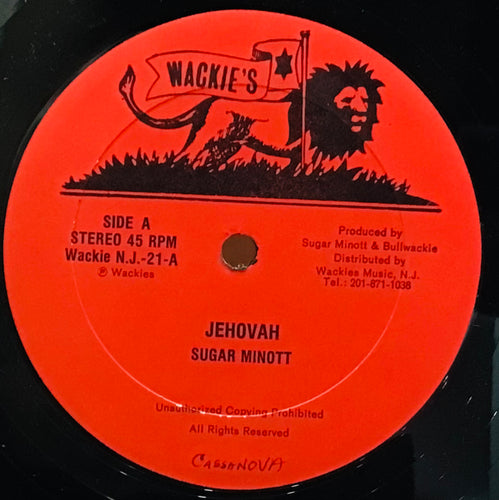 WACKIE'S
SIDE A
STEREO 45 RPM
Wackie N.J.-21-A
℗ Wackies
Produced by
Sugar Minott & Bullwackie
Distributed by
Wackies Music, N.J.
Tel.: 201-871-1038
JEHOVAH
SUGAR MINOTT
Unauthorized Copying Prohibited
All Rights Reserved
CASSANOVA